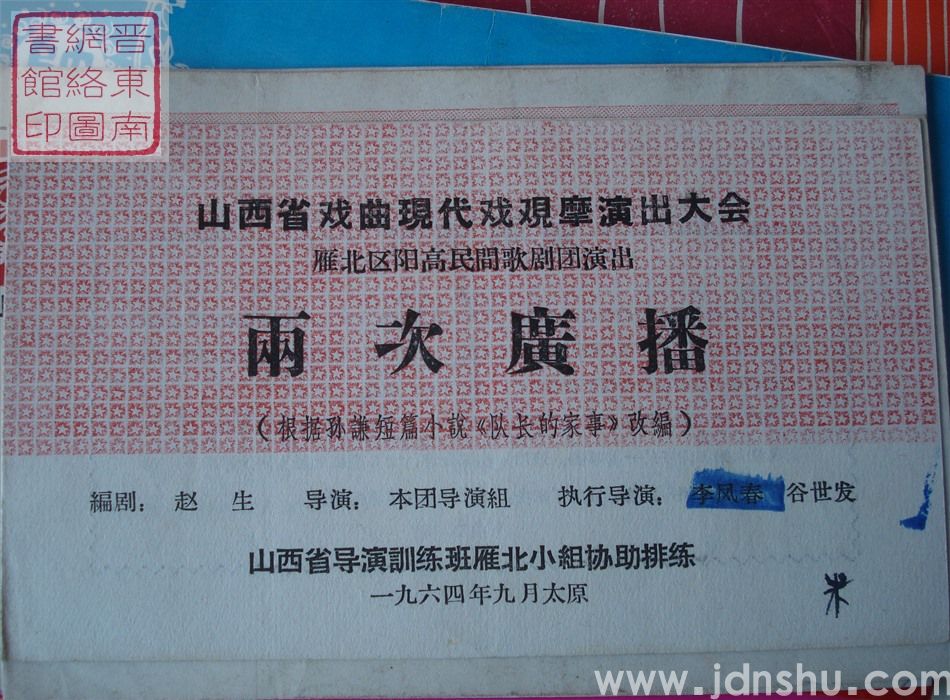 晋东南
網絡圖
書館印
山西省戏曲現代戏覌摩演出大会
雁北区阳高民間歌剧团演出
兩次廣播
（根据孙謙短篇小說《队长的家事》改編）
編剧：赵生 导演：本团导演組 执行导演：李凤春 谷世发
山西省导演訓练班雁北小組协助排练
一九六四年九月太原
www.jdnshu.com